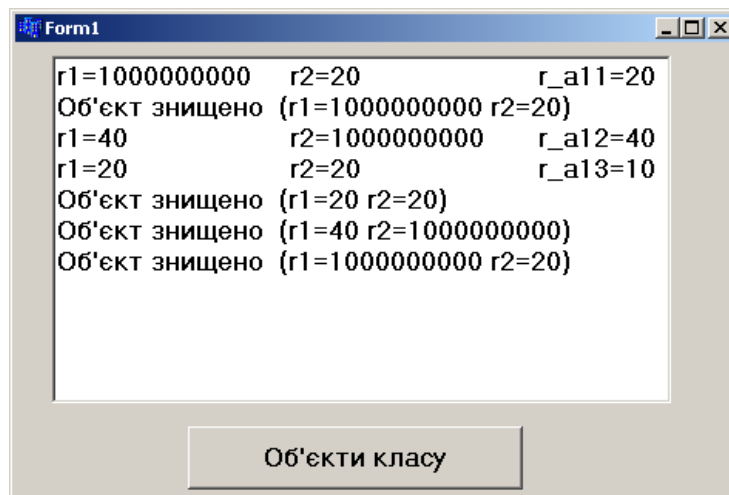 Form1
r1=1000000000 r2=20 r_a11=20
Об'єкт знищено (r1=1000000000 r2=20)
r1=40 r2=1000000000 r_a12=40
r1=20 r2=20 r_a13=10
Об'єкт знищено (r1=20 r2=20)
Об'єкт знищено (r1=40 r2=1000000000)
Об'єкт знищено (r1=1000000000 r2=20)
Об'єкти класу